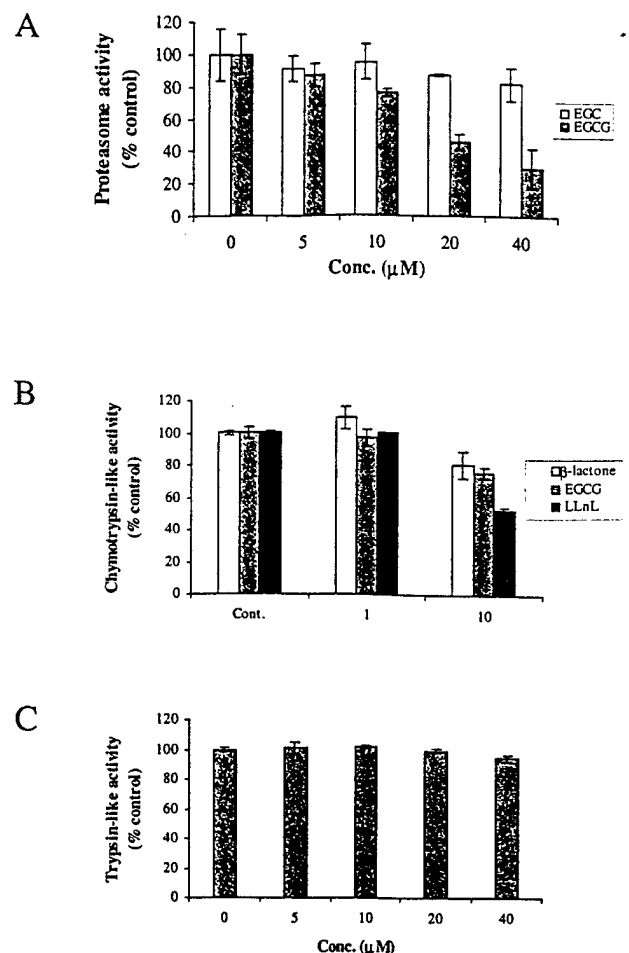 A
Proteasome activity
(% control)
120
100
80
60
40
20
0
0 5 10 20 40
Conc. (μM)
EGC
EGCG
B
Chymotrypsin-like activity
(% control)
120
100
80
60
40
20
0
Cont. 1 10
β-lactone
EGCG
LLnL
C
Trypsin-like activity
(% control)
120
100
80
60
40
20
0
0 5 10 20 40
Conc. (μM)